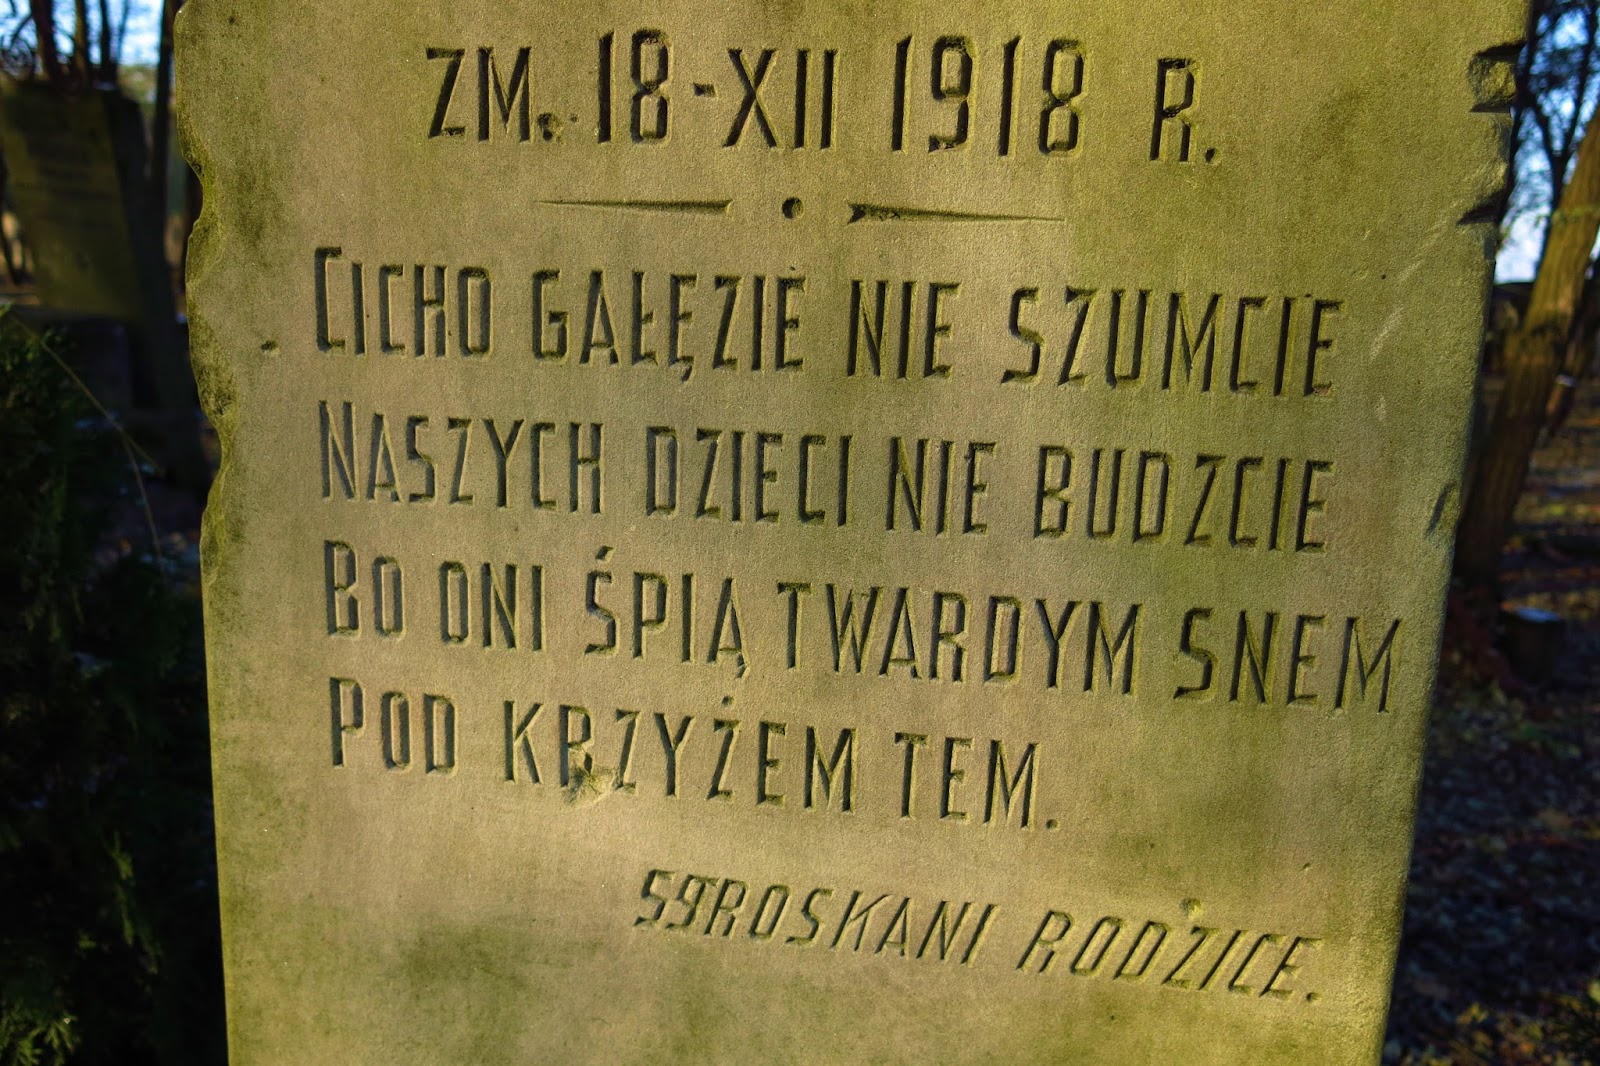 ZM. 18-XII 1918 R.
CICHO GAŁĘZIE NIE SZUMCIE
NASZYCH DZIECI NIE BUDZCIE
BO ONI ŚPIĄ TWARDYM SNEM
POD KRZYŻEM TEM.
STROSKANI RODŻICE.